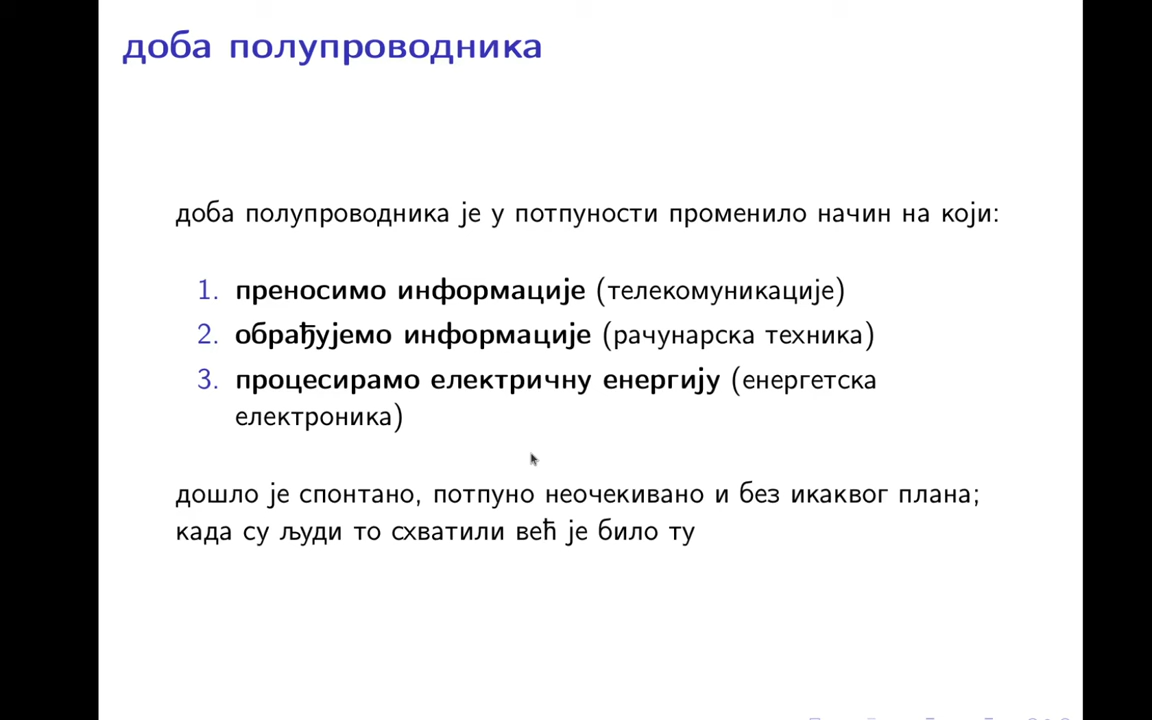 доба полупроводника
доба полупроводника је у потпуности променило начин на који:
1. преносимо информације (телекомуникације)
2. обрађујемо информације (рачунарска техника)
3. процесирамо електричну енергију (енергетска
електроника)
дошло је спонтано, потпуно неочекивано и без икаквог плана;
када су људи то схватили већ је било ту